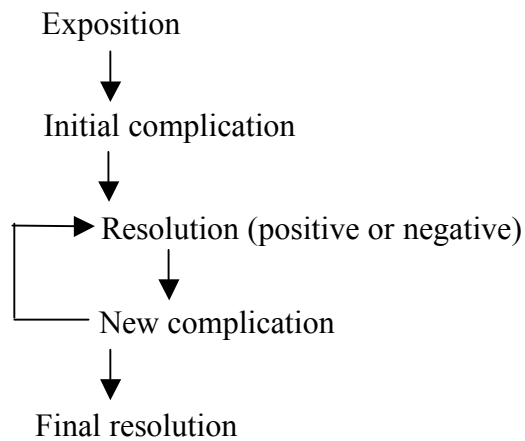 Exposition
Initial complication
Resolution (positive or negative)
New complication
Final resolution